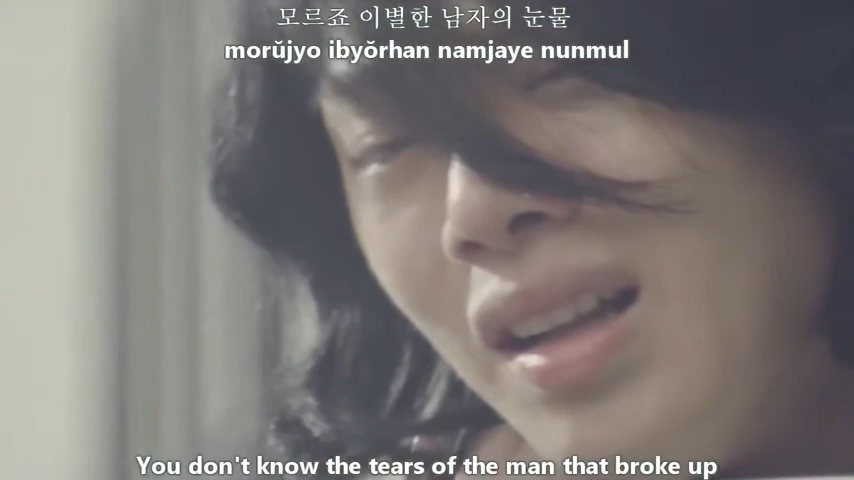 모르죠 이별한 남자의 눈물
morŭjyo ibyŏrhan namjaye nunmul
You don't know the tears of the man that broke up